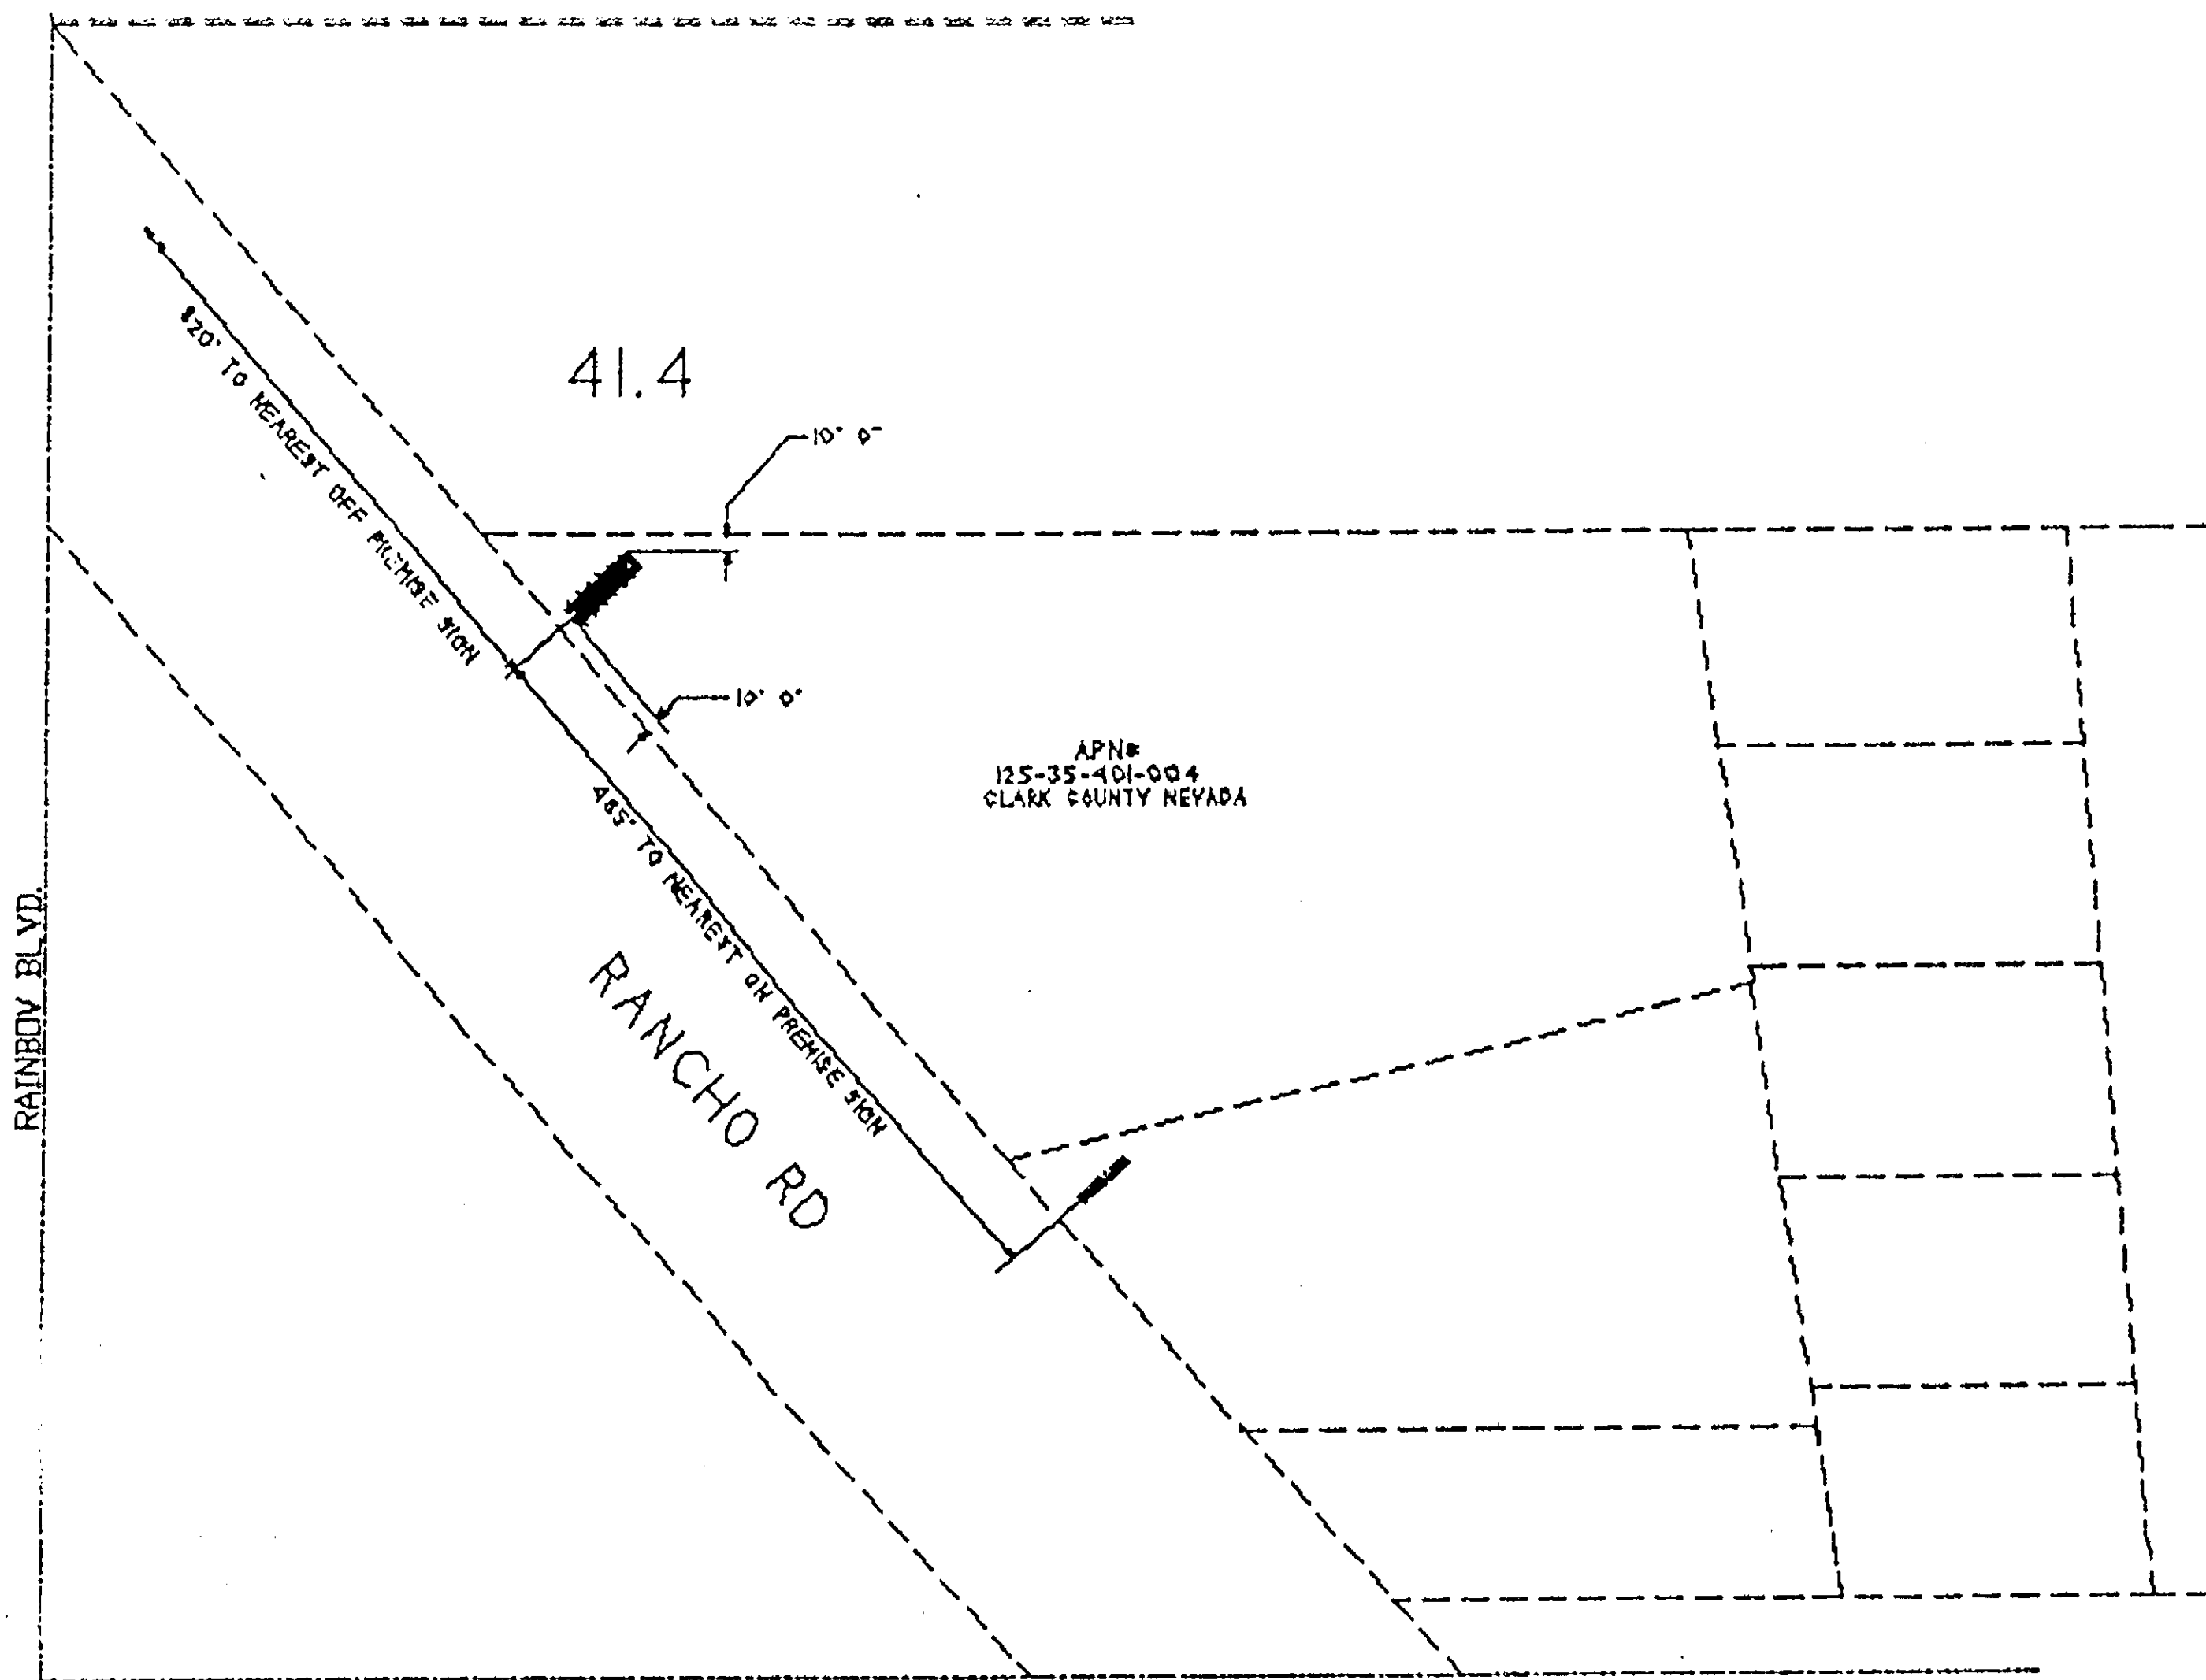 41.4
10' 0"
820' TO NEAREST OFF PREMISE SIGN
10' 0"
APN#
125-35-401-004
CLARK COUNTY NEVADA
485' TO NEAREST ON PREMISE SIGN
RANCHO RD
RAINBOW BLVD.